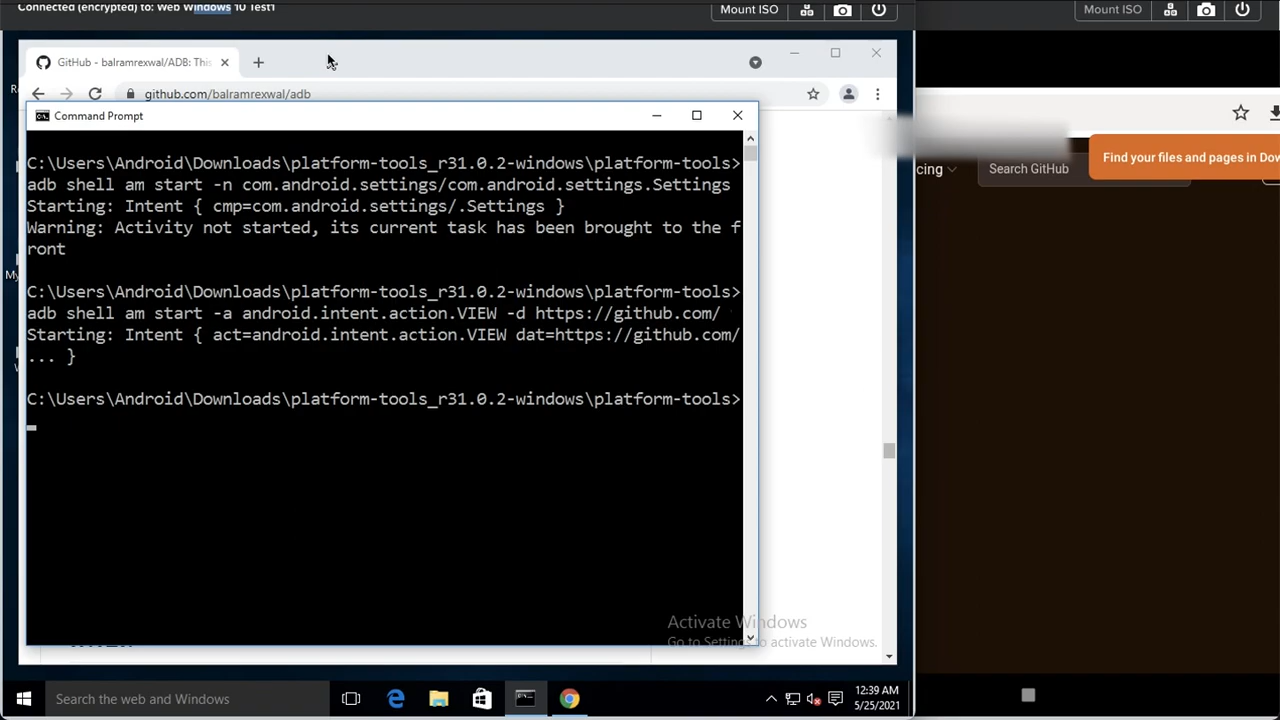 Connected (encrypted) to: Web Windows 10 Test1
Mount ISO
Mount ISO
GitHub - balramrexwal/ADB: This
github.com/balramrexwal/adb
Command Prompt
C:\Users\Android\Downloads\platform-tools_r31.0.2-windows\platform-tools>
adb shell am start -n com.android.settings/com.android.settings.Settings
Starting: Intent { cmp=com.android.settings/.Settings }
Warning: Activity not started, its current task has been brought to the f
ront
C:\Users\Android\Downloads\platform-tools_r31.0.2-windows\platform-tools>
adb shell am start -a android.intent.action.VIEW -d https://github.com/
Starting: Intent { act=android.intent.action.VIEW dat=https://github.com/
... }
C:\Users\Android\Downloads\platform-tools_r31.0.2-windows\platform-tools>
cing
Search GitHub
Find your files and pages in Dow
Activate Windows
Go to Settings to activate Windows.
Search the web and Windows
12:39 AM
5/25/2021